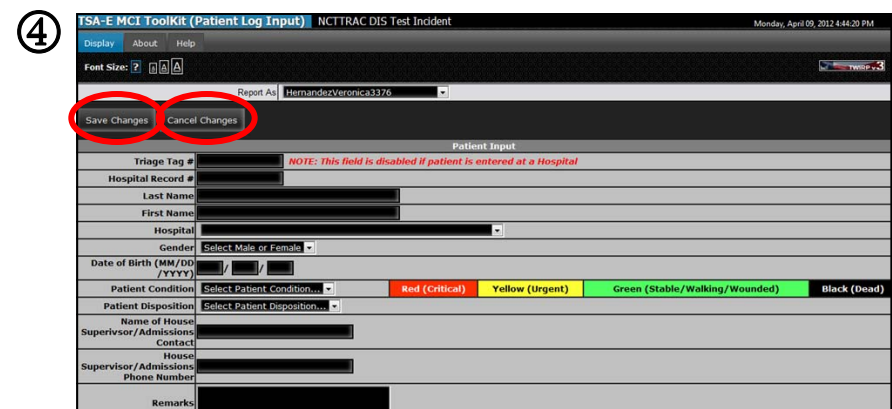 ④
TSA-E MCI ToolKit (Patient Log Input) NCTTRAC DIS Test Incident Monday, April 09, 2012 4:44:20 PM
Display About Help
Font Size: ? A A A TWIRP v.3
Report As HernandezVeronica3376
Save Changes Cancel Changes
Patient Input
Triage Tag # NOTE: This field is disabled if patient is entered at a Hospital
Hospital Record #
Last Name
First Name
Hospital
Gender Select Male or Female
Date of Birth (MM/DD
/YYYY) / /
Patient Condition Select Patient Condition... Red (Critical) Yellow (Urgent) Green (Stable/Walking/Wounded) Black (Dead)
Patient Disposition Select Patient Disposition...
Name of House
Superivsor/Admissions
Contact
House
Supervisor/Admissions
Phone Number
Remarks